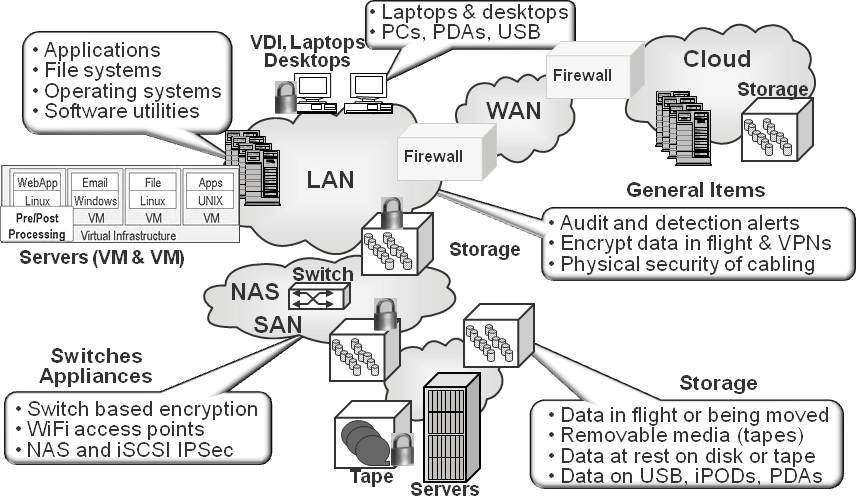 • Applications
• File systems
• Operating systems
• Software utilities
VDI, Laptops
Desktops
• Laptops & desktops
• PCs, PDAs, USB
Firewall
Cloud
Storage
WAN
Firewall
LAN
WebApp
Linux
Email
Windows
VM
File
Linux
VM
Apps
UNIX
VM
Pre/Post
Processing
Virtual Infrastructure
Servers (VM & VM)
General Items
• Audit and detection alerts
• Encrypt data in flight & VPNs
• Physical security of cabling
Storage
Switch
NAS
SAN
Switches
Appliances
• Switch based encryption
• WiFi access points
• NAS and iSCSI IPSec
Storage
• Data in flight or being moved
• Removable media (tapes)
• Data at rest on disk or tape
• Data on USB, iPODs, PDAs
Tape
Servers